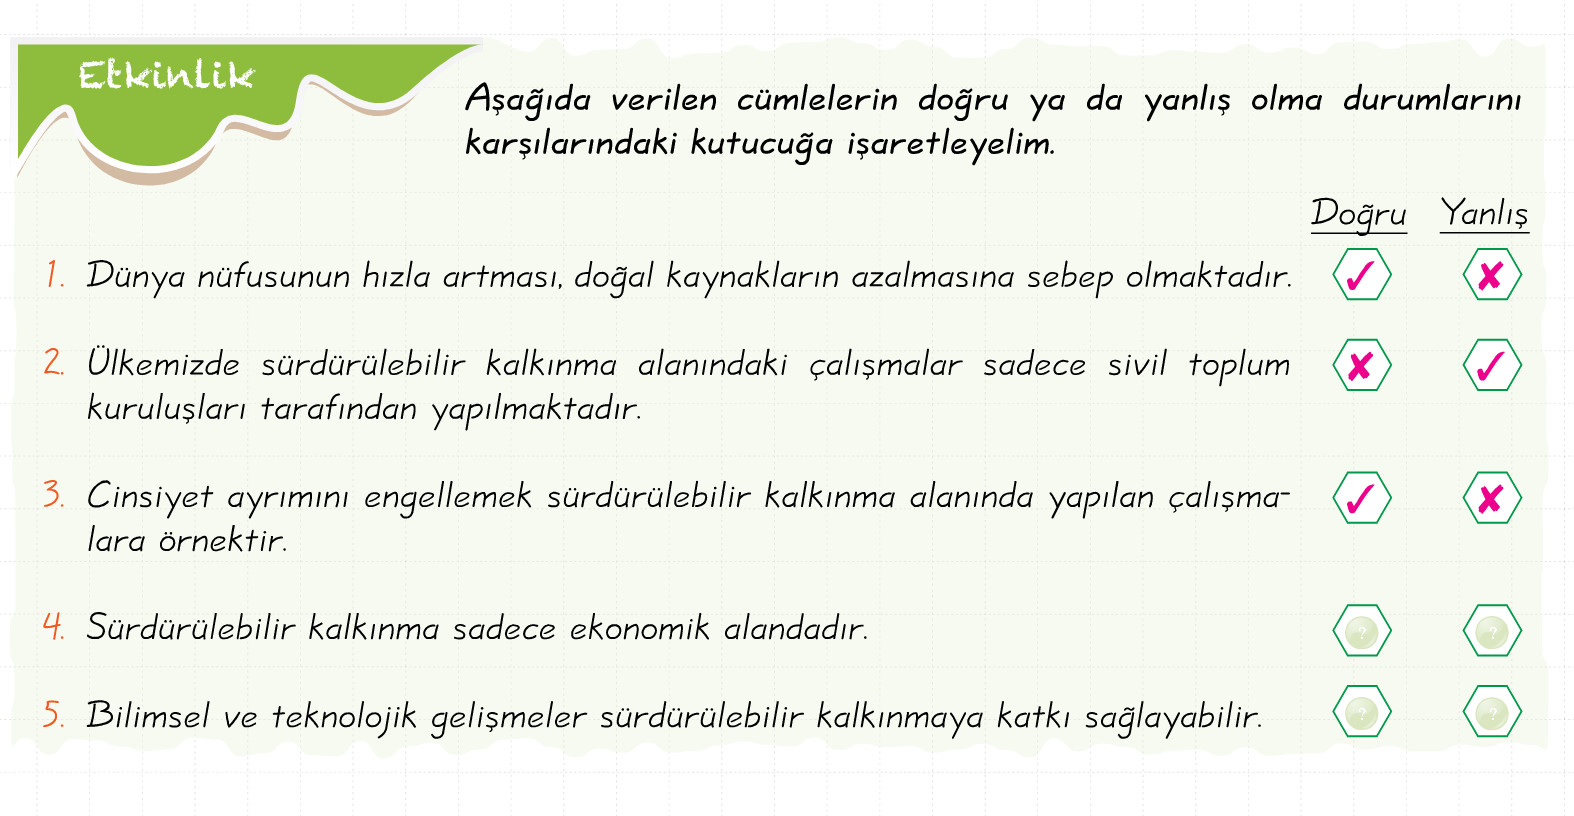 Etkinlik
Aşağıda verilen cümlelerin doğru ya da yanlış olma durumlarını
karşılarındaki kutucuğa işaretleyelim.
Doğru Yanlış
1. Dünya nüfusunun hızla artması, doğal kaynakların azalmasına sebep olmaktadır. ✓ ✘
2. Ülkemizde sürdürülebilir kalkınma alanındaki çalışmalar sadece sivil toplum ✘ ✓
kuruluşları tarafından yapılmaktadır.
3. Cinsiyet ayrımını engellemek sürdürülebilir kalkınma alanında yapılan çalışma- ✓ ✘
lara örnektir.
4. Sürdürülebilir kalkınma sadece ekonomik alandadır. ? ?
5. Bilimsel ve teknolojik gelişmeler sürdürülebilir kalkınmaya katkı sağlayabilir. ? ?